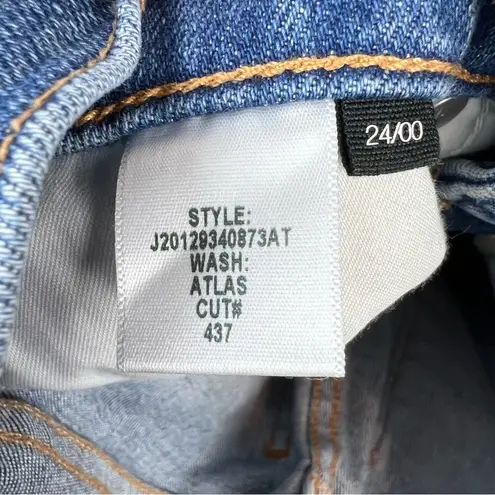 24/00
STYLE:
J20129340873AT
WASH:
ATLAS
CUT#
437